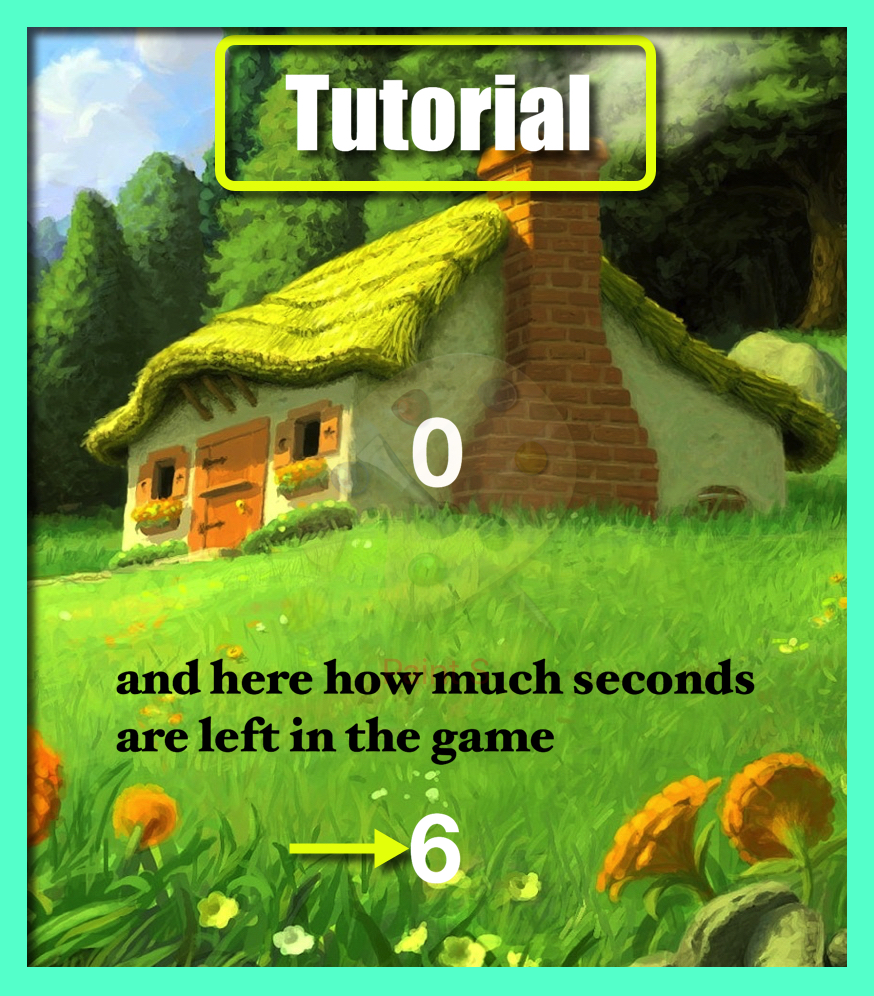 Tutorial
0
and here how much seconds
are left in the game
6